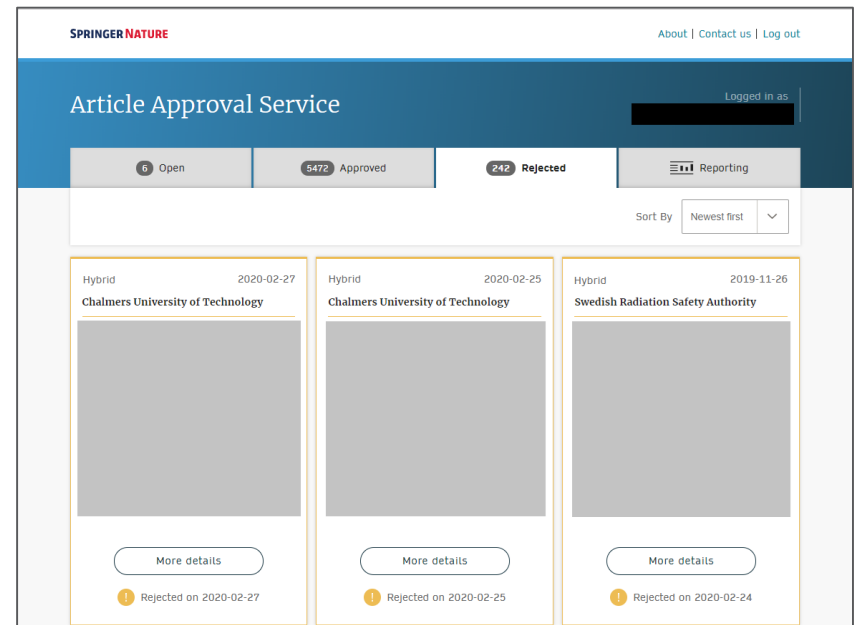 SPRINGER NATURE
About | Contact us | Log out
Article Approval Service
Logged in as
6 Open
5472 Approved
242 Rejected
Reporting
Sort By Newest first
Hybrid 2020-02-27
Chalmers University of Technology
Hybrid 2020-02-25
Chalmers University of Technology
Hybrid 2019-11-26
Swedish Radiation Safety Authority
More details
More details
More details
! Rejected on 2020-02-27
! Rejected on 2020-02-25
! Rejected on 2020-02-24